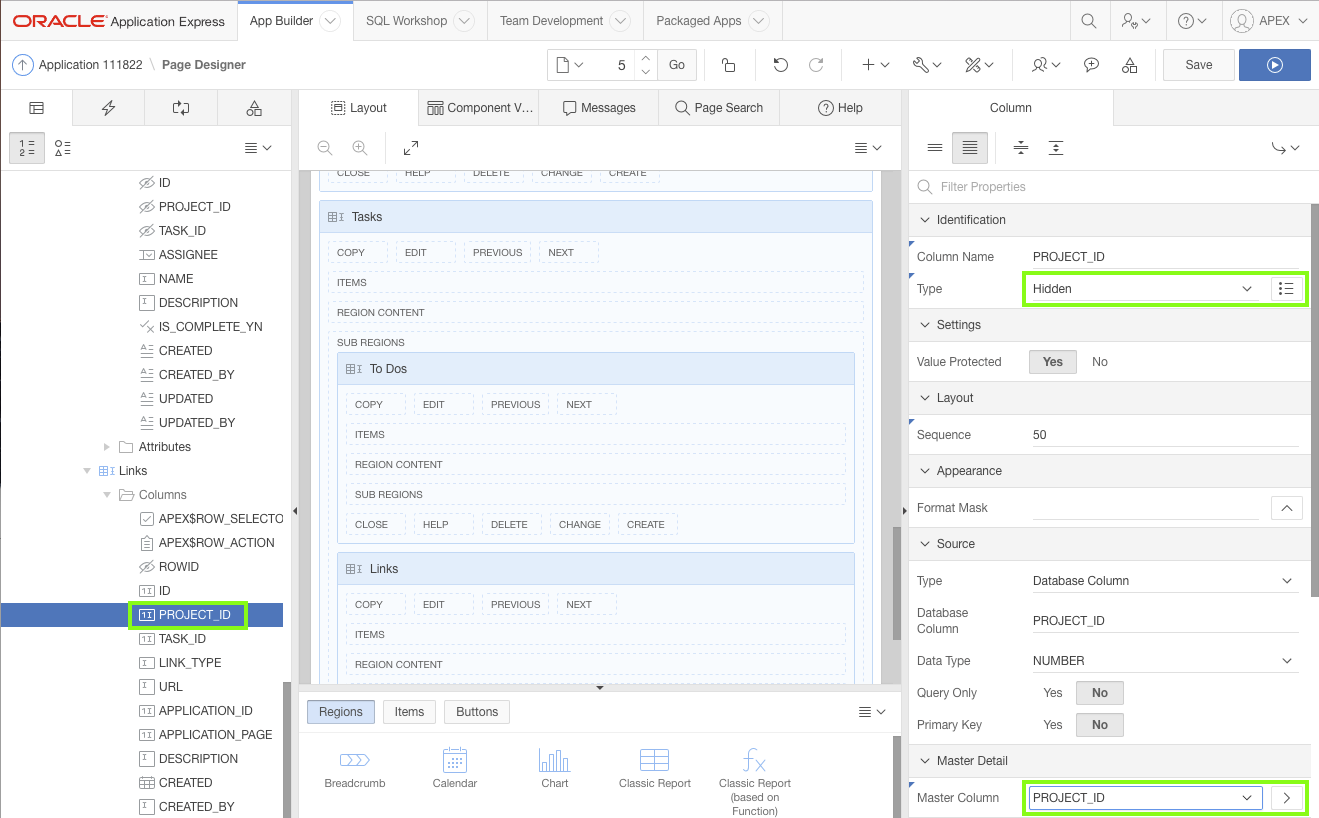 ORACLE Application Express
App Builder
SQL Workshop
Team Development
Packaged Apps
APEX
Application 111822 \ Page Designer
5
Go
Save
Layout
Component V...
Messages
Page Search
Help
Column
ID
PROJECT_ID
TASK_ID
ASSIGNEE
NAME
DESCRIPTION
IS_COMPLETE_YN
CREATED
CREATED_BY
UPDATED
UPDATED_BY
Attributes
Links
Columns
APEX$ROW_SELECTO
APEX$ROW_ACTION
ROWID
ID
PROJECT_ID
TASK_ID
LINK_TYPE
URL
APPLICATION_ID
APPLICATION_PAGE
DESCRIPTION
CREATED
CREATED_BY
CLOSE HELP DELETE CHANGE CREATE
Tasks
COPY EDIT PREVIOUS NEXT
ITEMS
REGION CONTENT
SUB REGIONS
To Dos
COPY EDIT PREVIOUS NEXT
ITEMS
REGION CONTENT
SUB REGIONS
CLOSE HELP DELETE CHANGE CREATE
Links
COPY EDIT PREVIOUS NEXT
ITEMS
REGION CONTENT
Regions Items Buttons
Breadcrumb
Calendar
Chart
Classic Report
Classic Report
(based on
Function)
Filter Properties
Identification
Column Name PROJECT_ID
Type Hidden
Settings
Value Protected Yes No
Layout
Sequence 50
Appearance
Format Mask
Source
Type Database Column
Database
Column PROJECT_ID
Data Type NUMBER
Query Only Yes No
Primary Key Yes No
Master Detail
Master Column PROJECT_ID